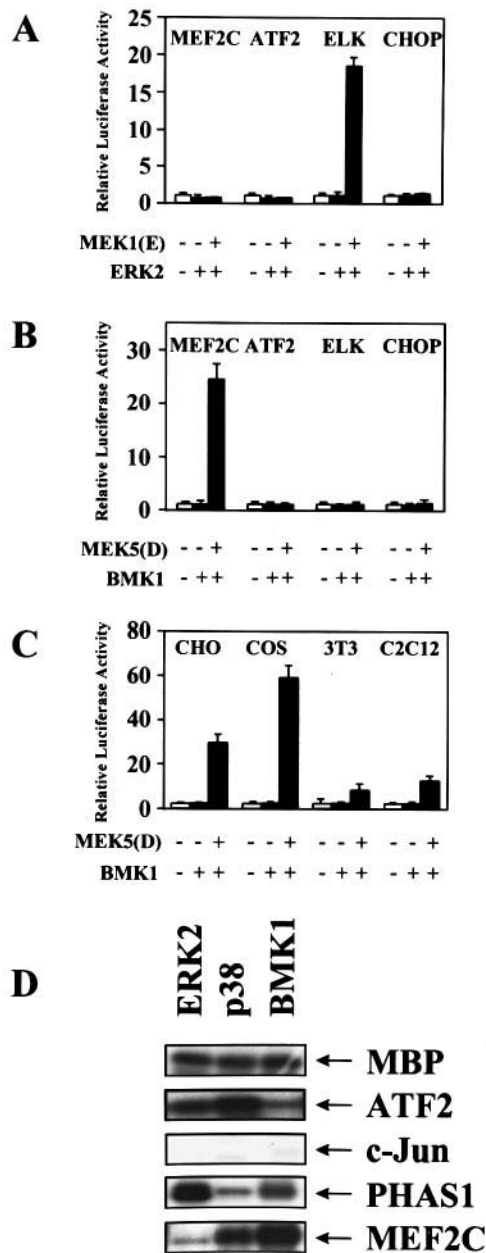 A
MEF2C ATF2 ELK CHOP
Relative Luciferase Activity
25
20
15
10
5
0
MEK1(E) - - + - - + - - + - - +
ERK2 - + + - + + - + + - + +
B
MEF2C ATF2 ELK CHOP
Relative Luciferase Activity
30
20
10
0
MEK5(D) - - + - - + - - + - - +
BMK1 - + + - + + - + + - + +
C
CHO COS 3T3 C2C12
Relative Luciferase Activity
80
60
40
20
0
MEK5(D) - - + - - + - - + - - +
BMK1 - + + - + + - + + - + +
D
ERK2 p38 BMK1
← MBP
← ATF2
← c-Jun
← PHAS1
← MEF2C